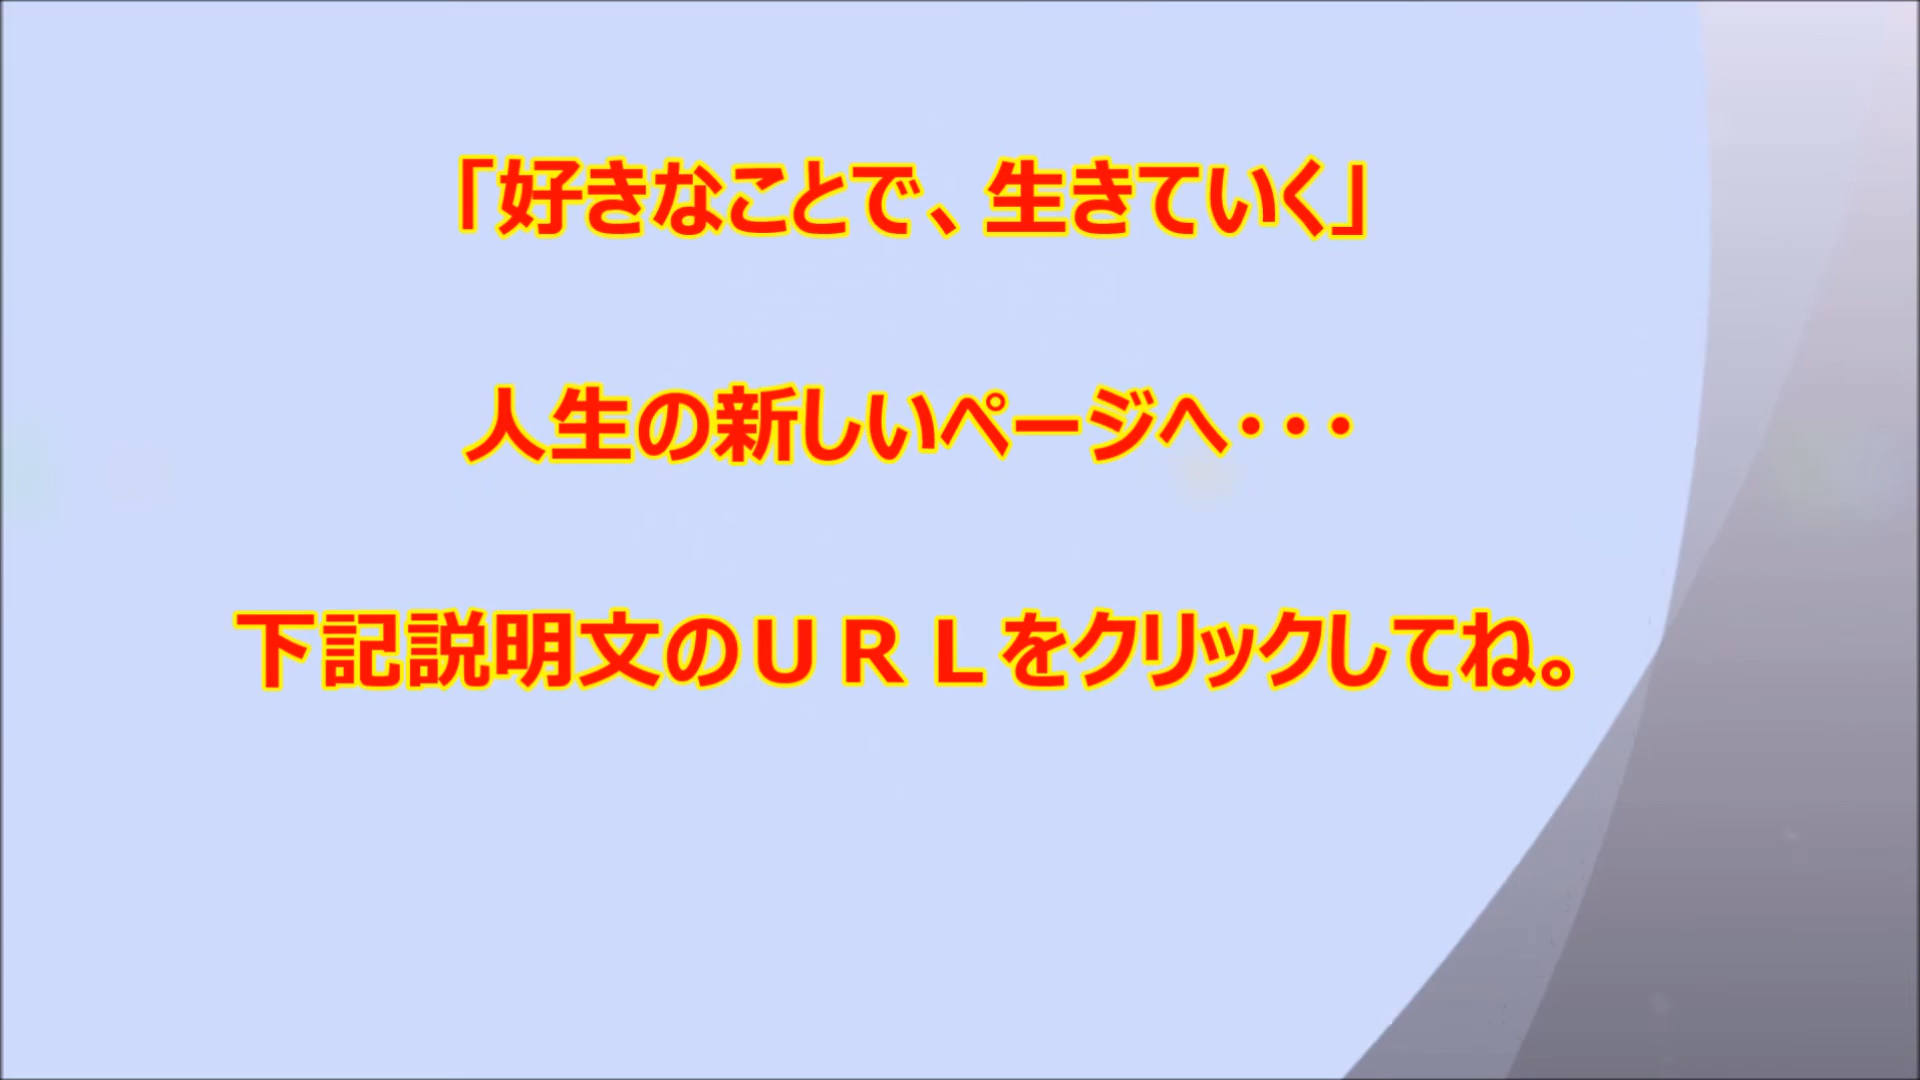 「好きなことで、生きていく」
人生の新しいページへ・・・
下記説明文のＵＲＬをクリックしてね。